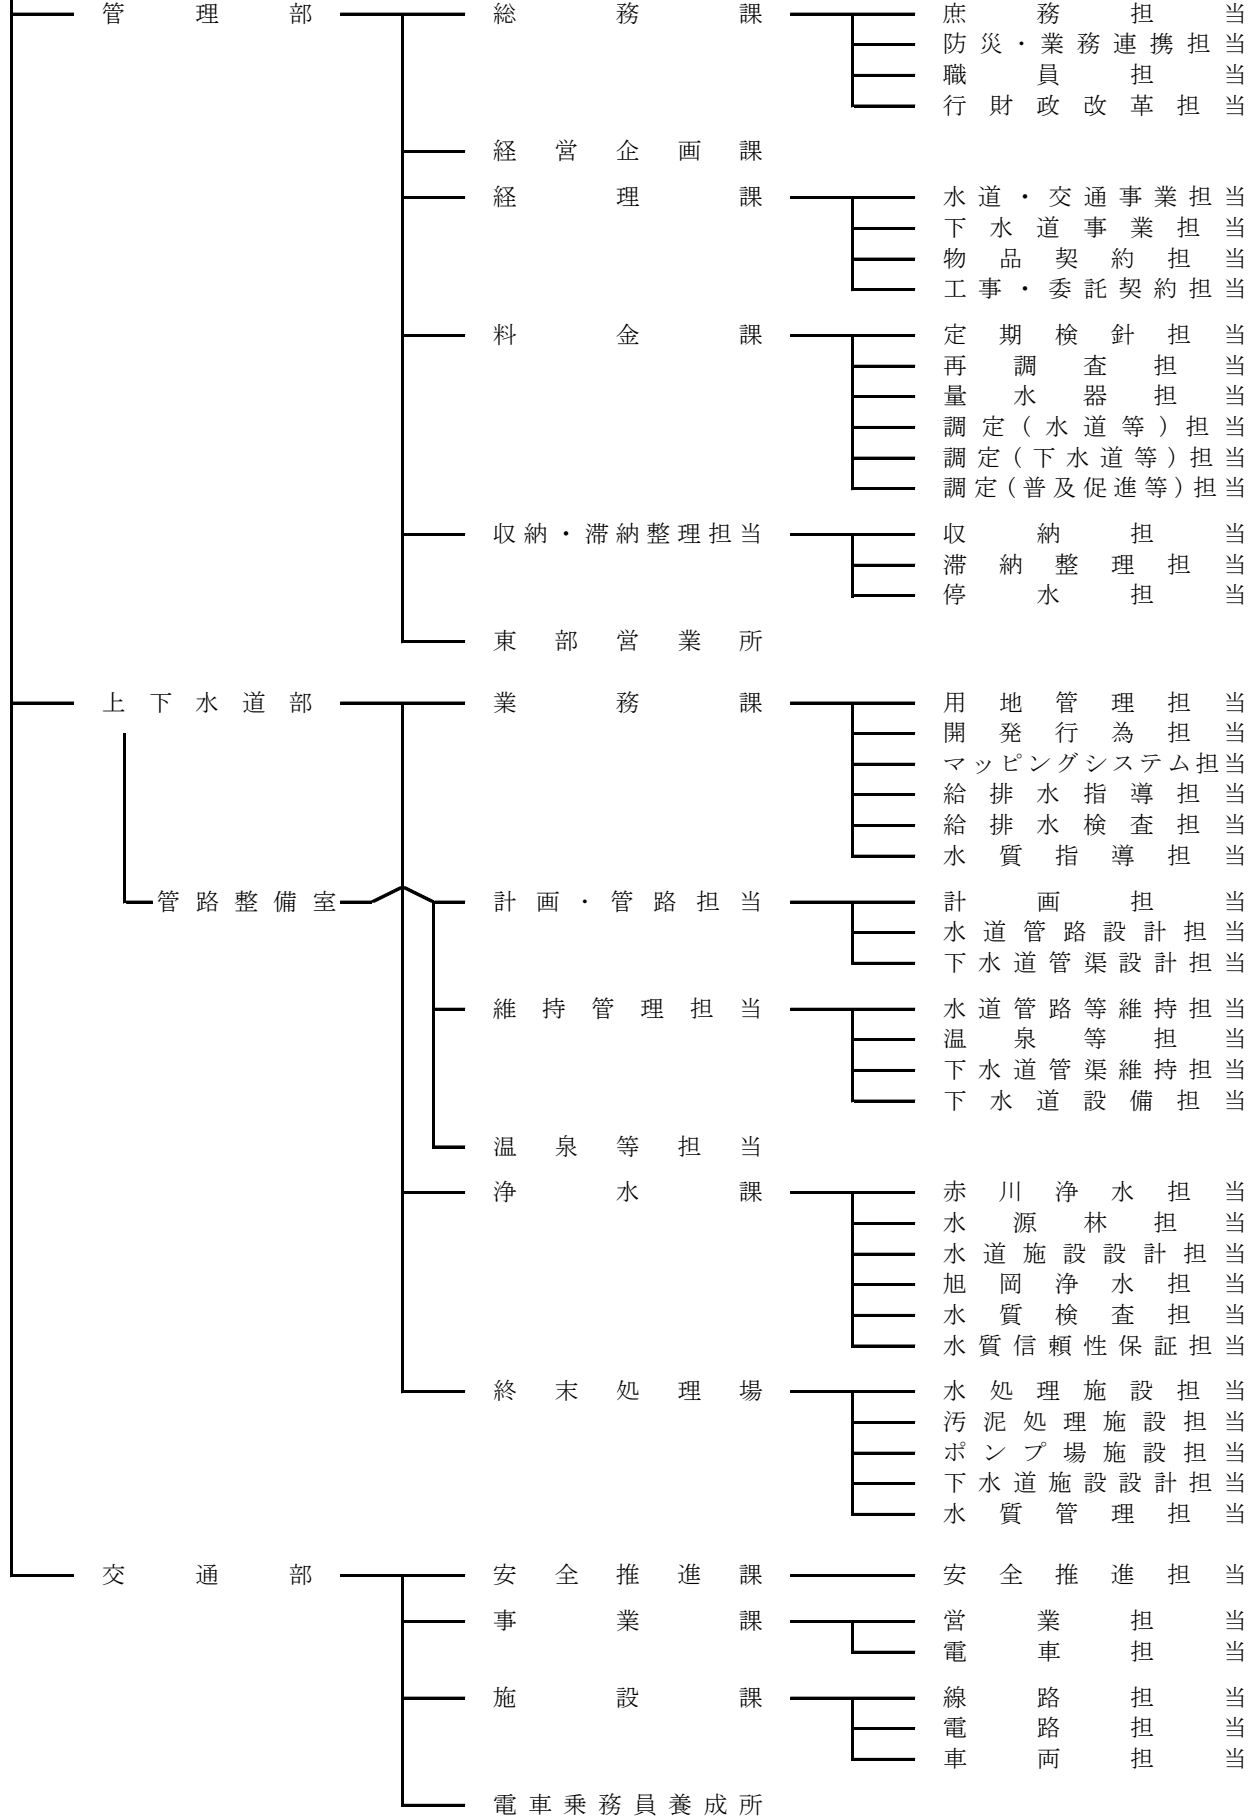 管理部 総務課 庶務担当
防災・業務連携担当
職員担当
行財政改革担当
経営企画課
経理課 水道・交通事業担当
下水道事業担当
物品契約担当
工事・委託契約担当
料金課 定期検針担当
再調査担当
量水器担当
調定(水道等)担当
調定(下水道等)担当
調定(普及促進等)担当
収納・滞納整理担当 収納担当
滞納整理担当
停水担当
東部営業所
上下水道部 業務課 用地管理担当
開発行為担当
マッピングシステム担当
給排水指導担当
給排水検査担当
水質指導担当
管路整備室 計画・管路担当 計画担当
水道管路設計担当
下水道管渠設計担当
維持管理担当 水道管路等維持担当
温泉等担当
下水道管渠維持担当
下水道設備担当
温泉等担当
浄水課 赤川浄水担当
水源林担当
水道施設設計担当
旭岡浄水担当
水質検査担当
水質信頼性保証担当
終末処理場 水処理施設担当
汚泥処理施設担当
ポンプ場施設担当
下水道施設設計担当
水質管理担当
交通部 安全推進課 安全推進担当
事業課 営業担当
電車担当
施設課 線路担当
電路担当
車両担当
電車乗務員養成所